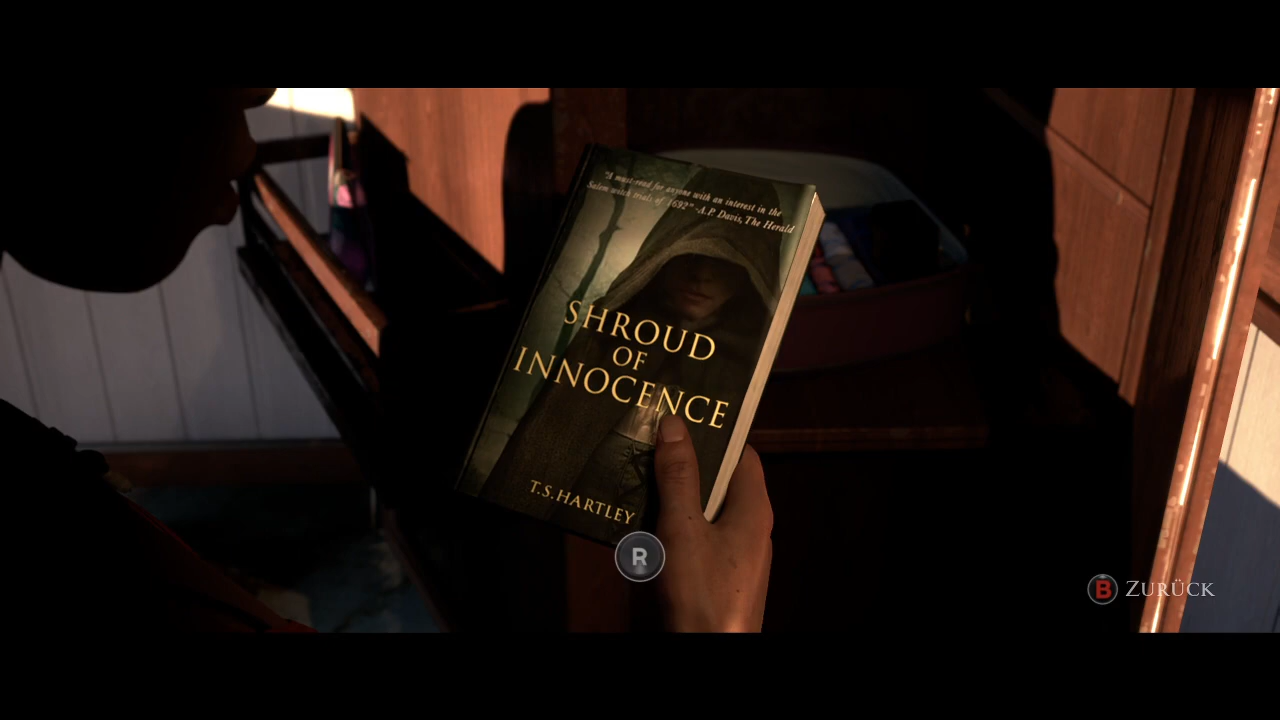 "A must-read for anyone with an interest in the
Salem witch trials of 1692" -A.P. Davis, The Herald
SHROUD
OF
INNOCENCE
T.S. HARTLEY
R
B ZURÜCK